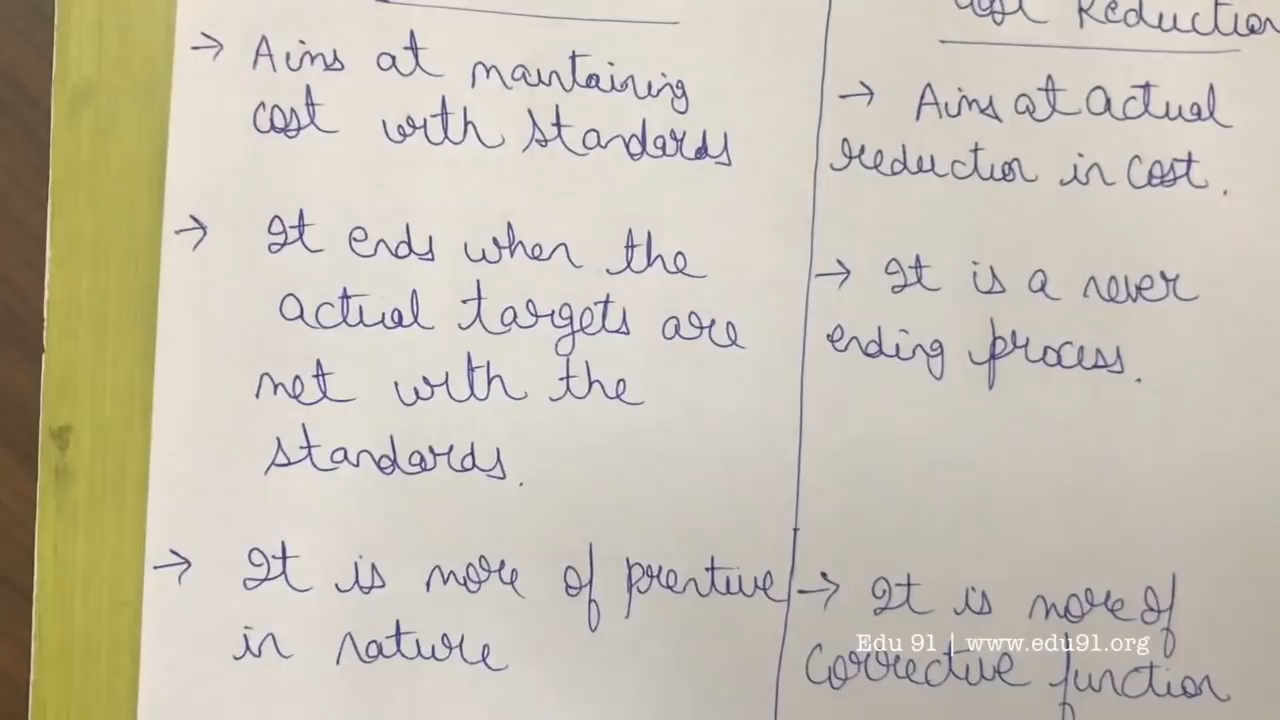 → Aims at maintaining
cost with standards
→ It ends when the
actual targets are
met with the
standards.
→ It is more of prentive
in nature
Cost Reduction
→ Aims at actual
reduction in cost.
→ It is a never
ending process.
→ It is more of
corrective function
Edu 91 | www.edu91.org